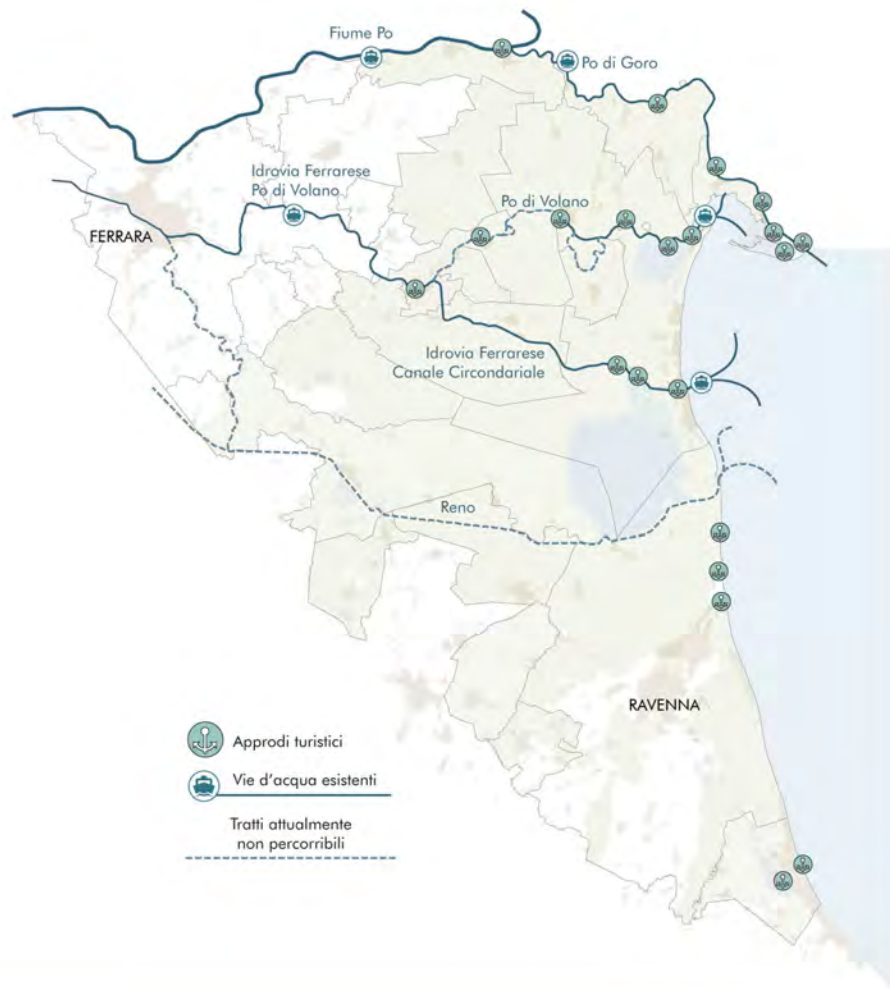 Fiume Po
Po di Goro
Idrovia Ferrarese
Po di Volano
Po di Volano
FERRARA
Idrovia Ferrarese
Canale Circondariale
Reno
RAVENNA
Approdi turistici
Vie d'acqua esistenti
Tratti attualmente
non percorribili